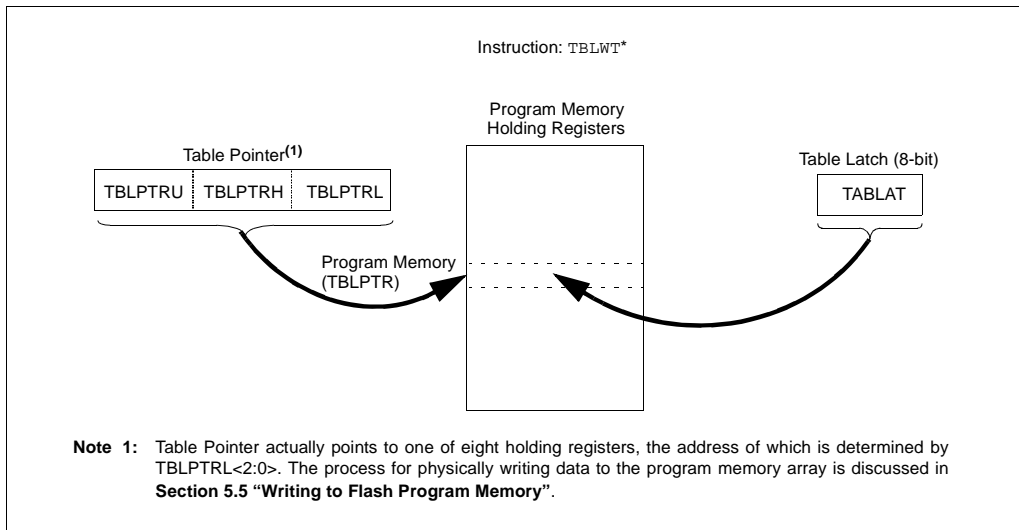 Instruction: TBLWT*
Program Memory
Holding Registers
Table Pointer(1)
Table Latch (8-bit)
TBLPTRU TBLPTRH TBLPTRL
TABLAT
Program Memory
(TBLPTR)
Note 1: Table Pointer actually points to one of eight holding registers, the address of which is determined by
TBLPTRL<2:0>. The process for physically writing data to the program memory array is discussed in
Section 5.5 “Writing to Flash Program Memory”.